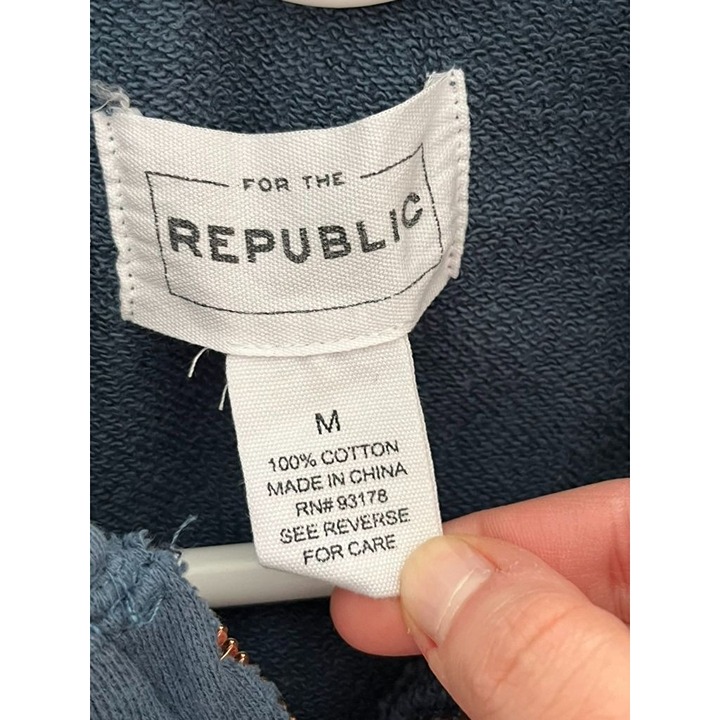 FOR THE
REPUBLIC
M
100% COTTON
MADE IN CHINA
RN# 93178
SEE REVERSE
FOR CARE